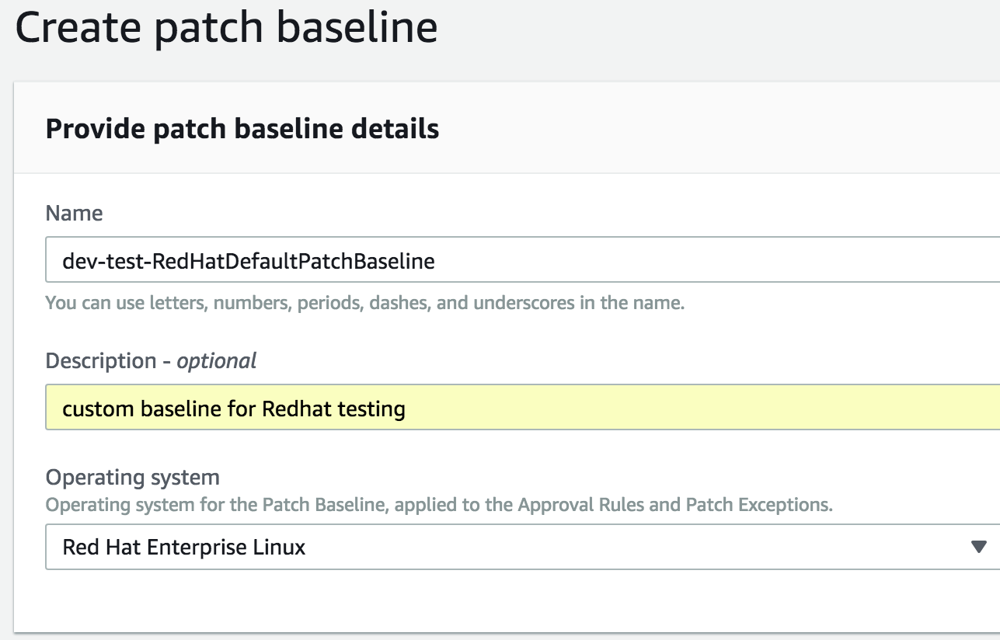 Create patch baseline
Provide patch baseline details
Name
dev-test-RedHatDefaultPatchBaseline
You can use letters, numbers, periods, dashes, and underscores in the name.
Description - optional
custom baseline for Redhat testing
Operating system
Operating system for the Patch Baseline, applied to the Approval Rules and Patch Exceptions.
Red Hat Enterprise Linux